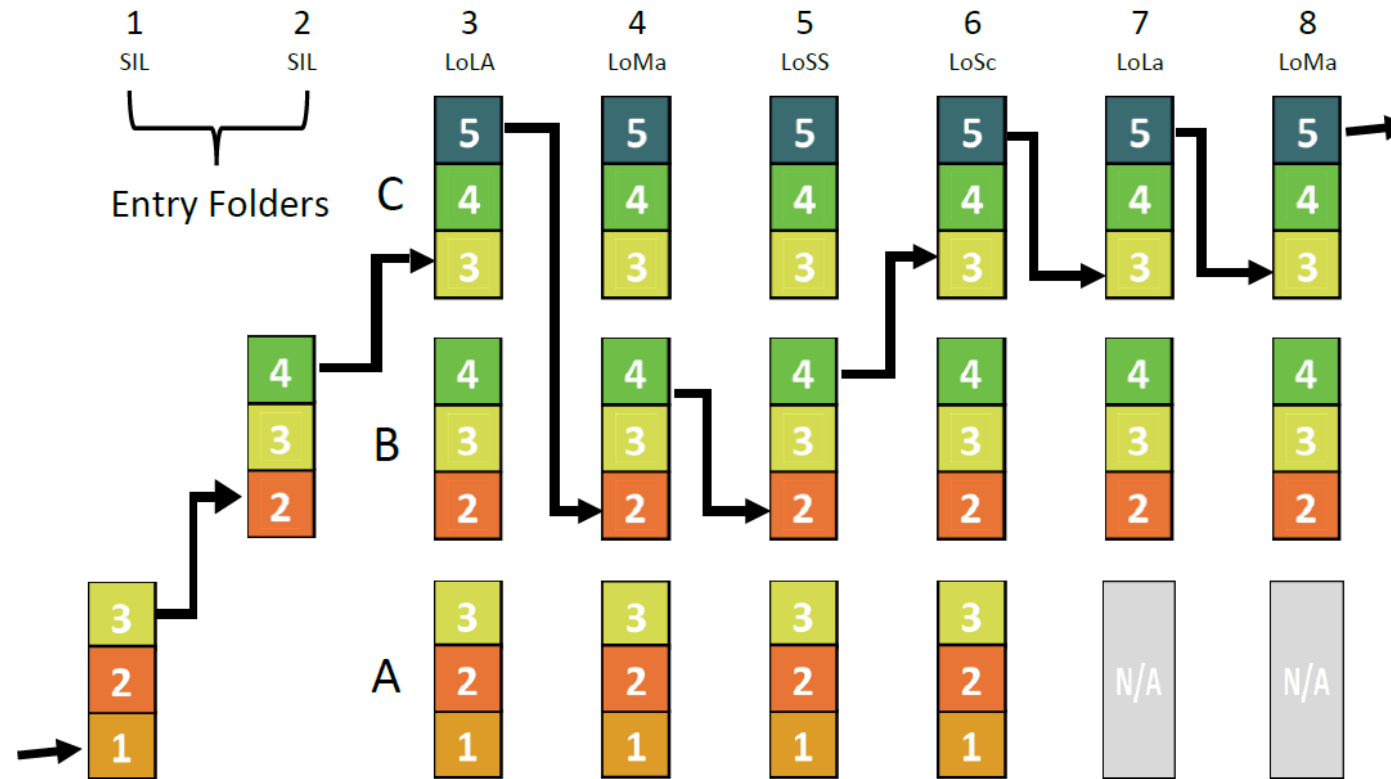 1 2 3 4 5 6 7 8
SIL SIL LoLA LoMa LoSS LoSc LoLa LoMa
5 5 5 5 5 5
Entry Folders C 4 4 4 4 4 4
3 3 3 3 3 3
4 4 4 4 4 4 4
3 B 3 3 3 3 3 3
2 2 2 2 2 2 2
3 3 3 3 3
2 A 2 2 2 2 N/A N/A
1 1 1 1 1